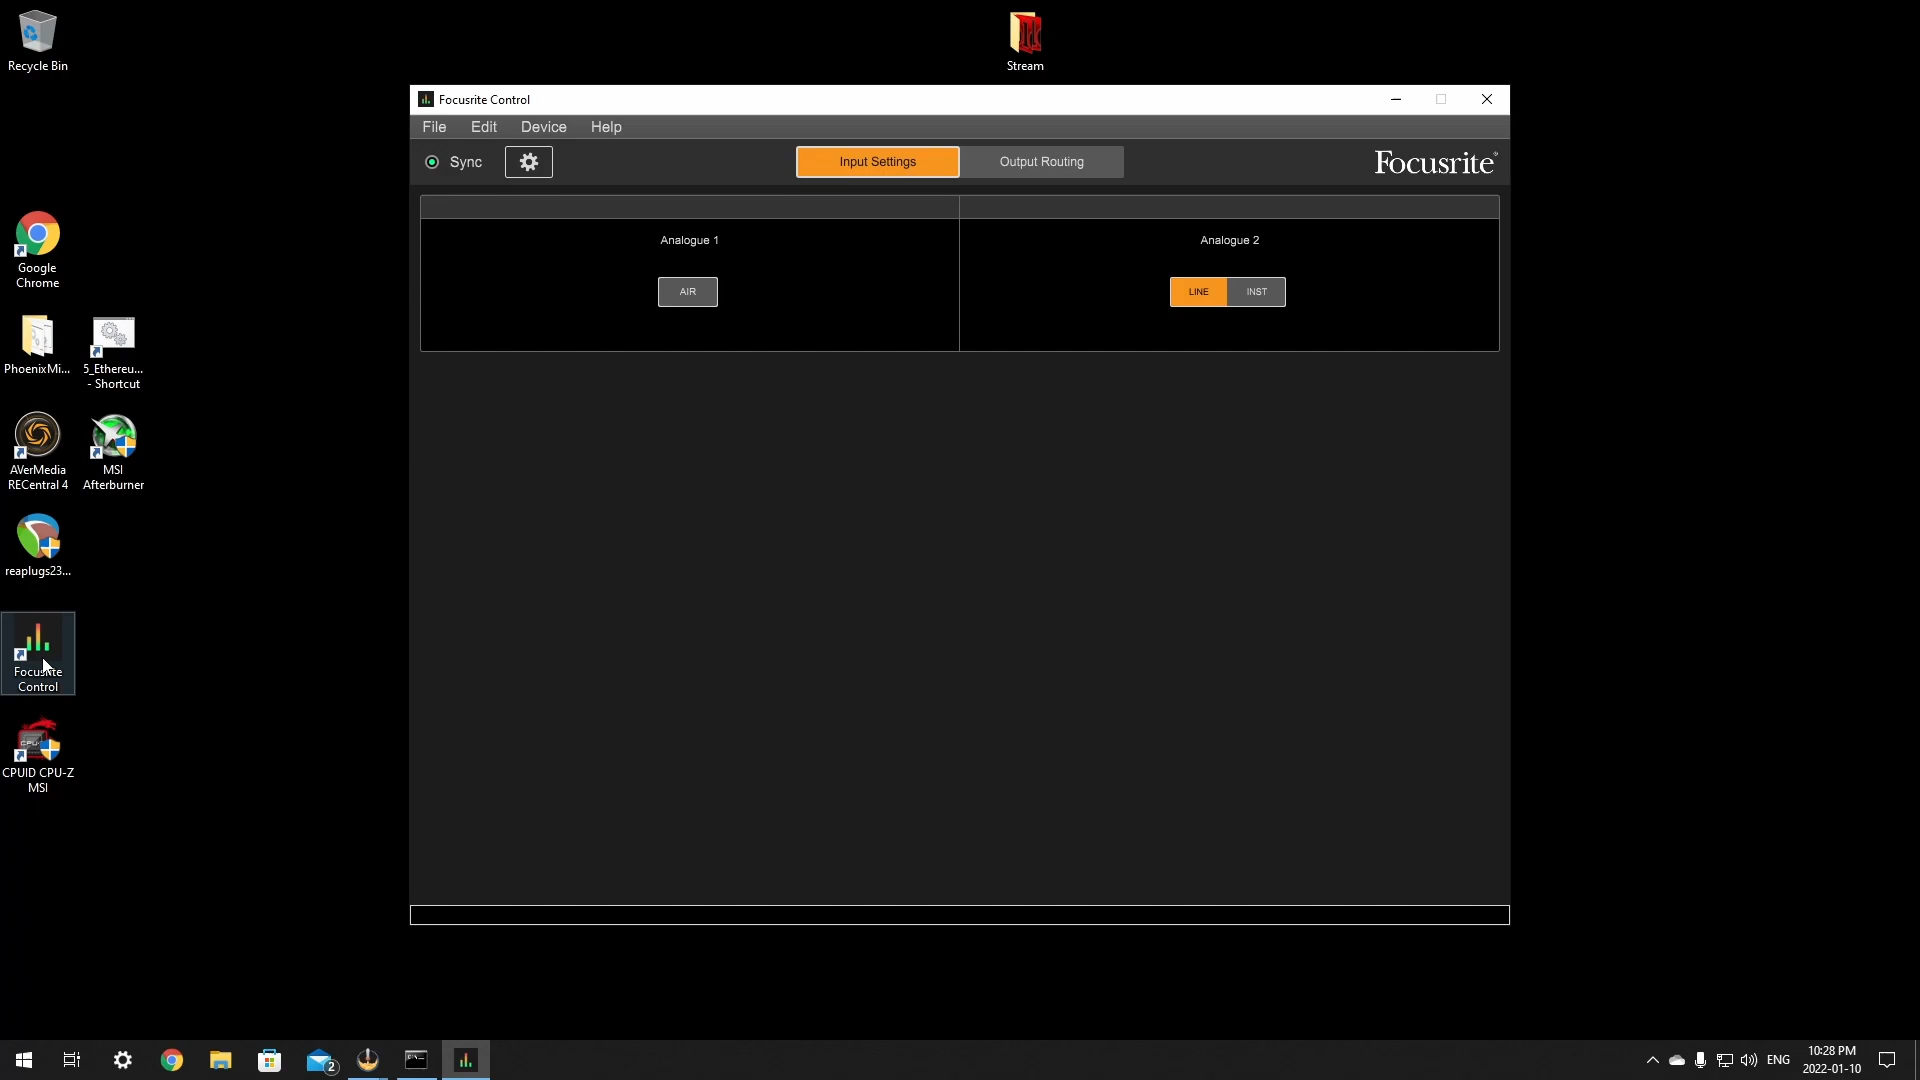 Recycle Bin
Stream
Focusrite Control
File Edit Device Help
Sync
Input Settings
Output Routing
Focusrite
Analogue 1
Analogue 2
AIR
LINE
INST
Google
Chrome
PhoenixMi...
5_Ethereu...
- Shortcut
AVerMedia
RECentral 4
MSI
Afterburner
reaplugs23...
Focusrite
Control
CPUID CPU-Z
MSI
2
ENG
10:28 PM
2022-01-10